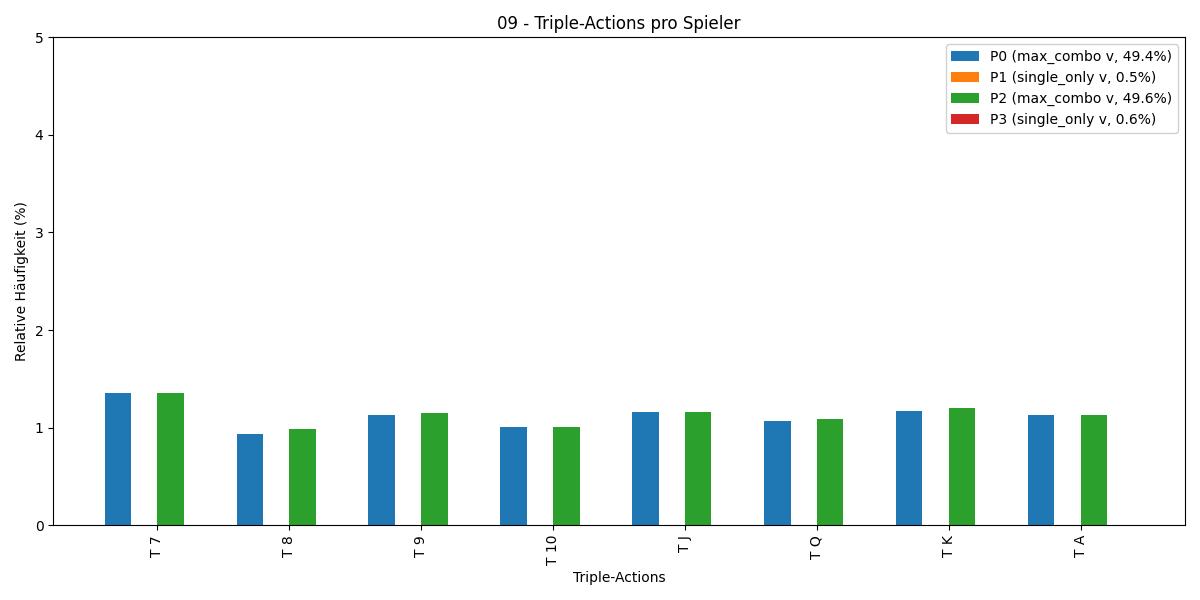 09 - Triple-Actions pro Spieler
P0 (max_combo v, 49.4%)
P1 (single_only v, 0.5%)
P2 (max_combo v, 49.6%)
P3 (single_only v, 0.6%)
Relative Häufigkeit (%)
5
4
3
2
1
0
T 7
T 8
T 9
T 10
T J
T Q
T K
T A
Triple-Actions